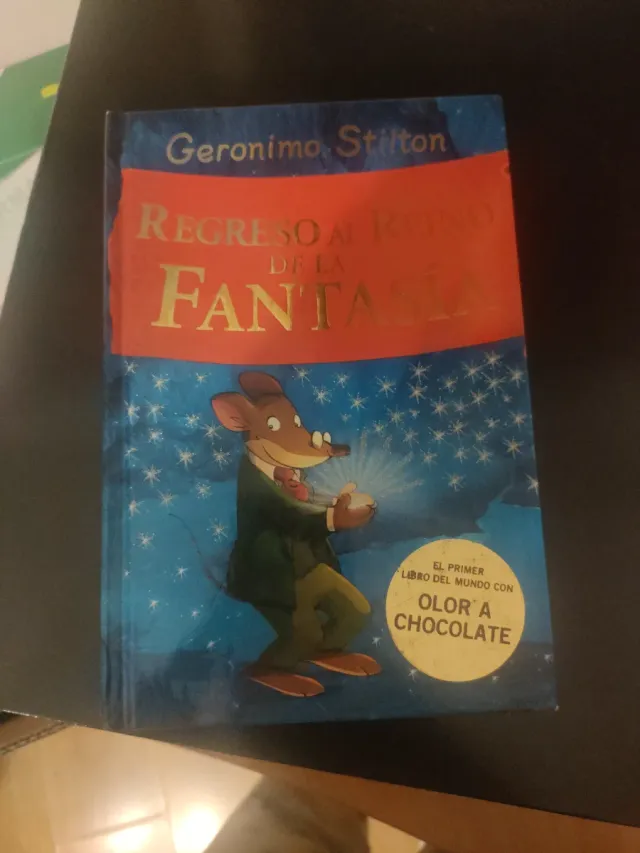 Geronimo Stilton
REGRESO AL REINO
DE LA
FANTASÍA
EL PRIMER
LIBRO DEL MUNDO CON
OLOR A
CHOCOLATE